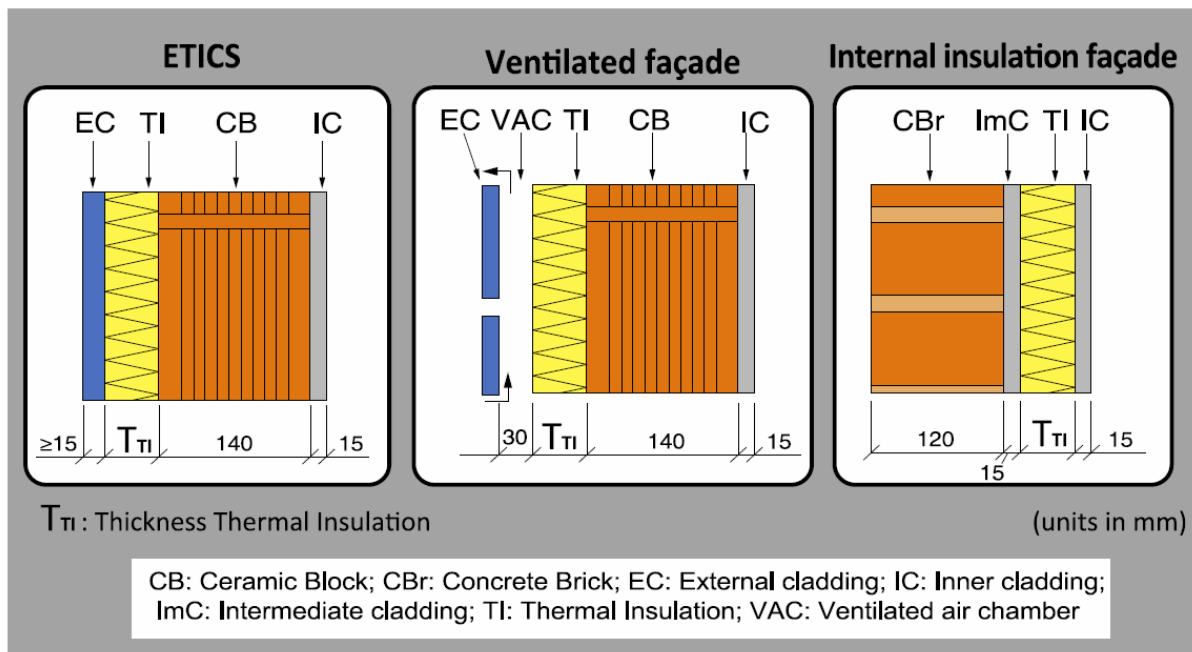 ETICS
Ventilated façade
Internal insulation façade
EC TI CB IC
EC VAC TI CB IC
CBr ImC TI IC
≥15 TTI 140 15
30 TTI 140 15
120 15 TTI 15
TTI : Thickness Thermal Insulation
(units in mm)
CB: Ceramic Block; CBr: Concrete Brick; EC: External cladding; IC: Inner cladding;
ImC: Intermediate cladding; TI: Thermal Insulation; VAC: Ventilated air chamber